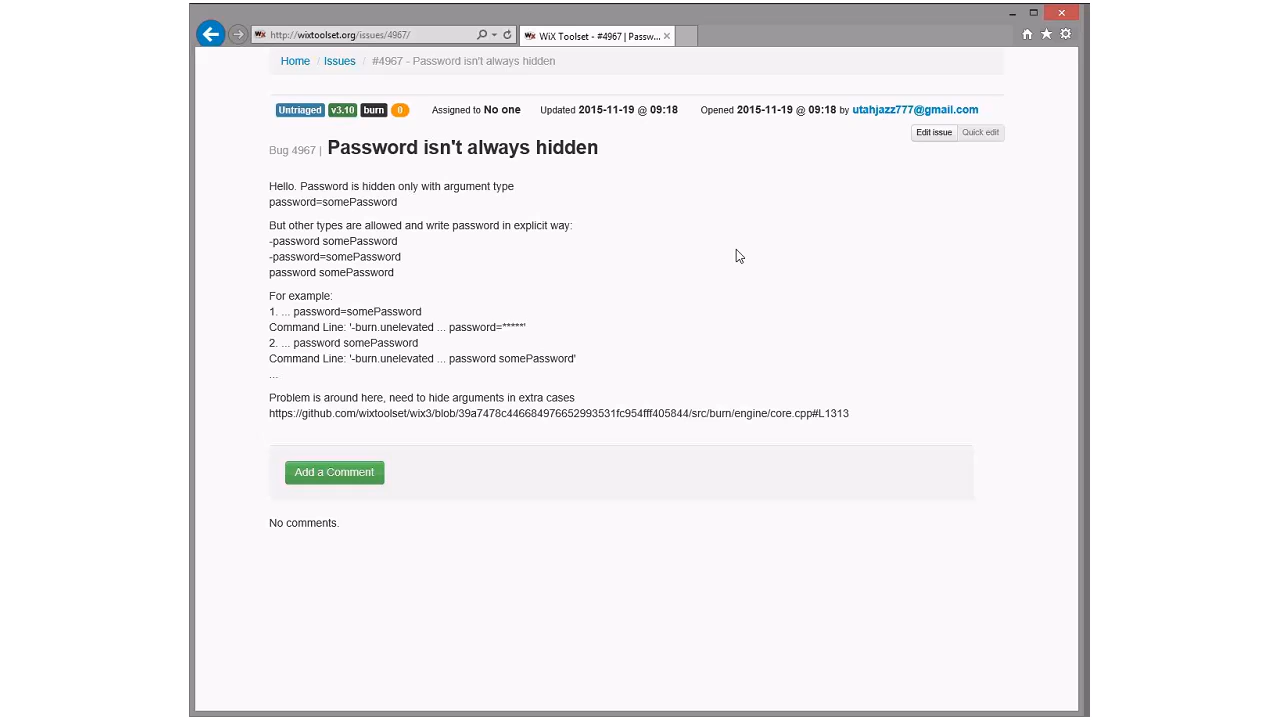 http://wixtoolset.org/issues/4967/
WiX Toolset - #4967 | Passw...
Home / Issues / #4967 - Password isn't always hidden
Untriaged v3.10 burn 0 Assigned to No one Updated 2015-11-19 @ 09:18 Opened 2015-11-19 @ 09:18 by utahjazz777@gmail.com
Edit issue Quick edit
Bug 4967 | Password isn't always hidden
Hello. Password is hidden only with argument type
password=somePassword
But other types are allowed and write password in explicit way:
-password somePassword
-password=somePassword
password somePassword
For example:
1. ... password=somePassword
Command Line: '-burn.unelevated ... password=*****'
2. ... password somePassword
Command Line: '-burn.unelevated ... password somePassword'
...
Problem is around here, need to hide arguments in extra cases
https://github.com/wixtoolset/wix3/blob/39a7478c446684976652993531fc954fff405844/src/burn/engine/core.cpp#L1313
Add a Comment
No comments.